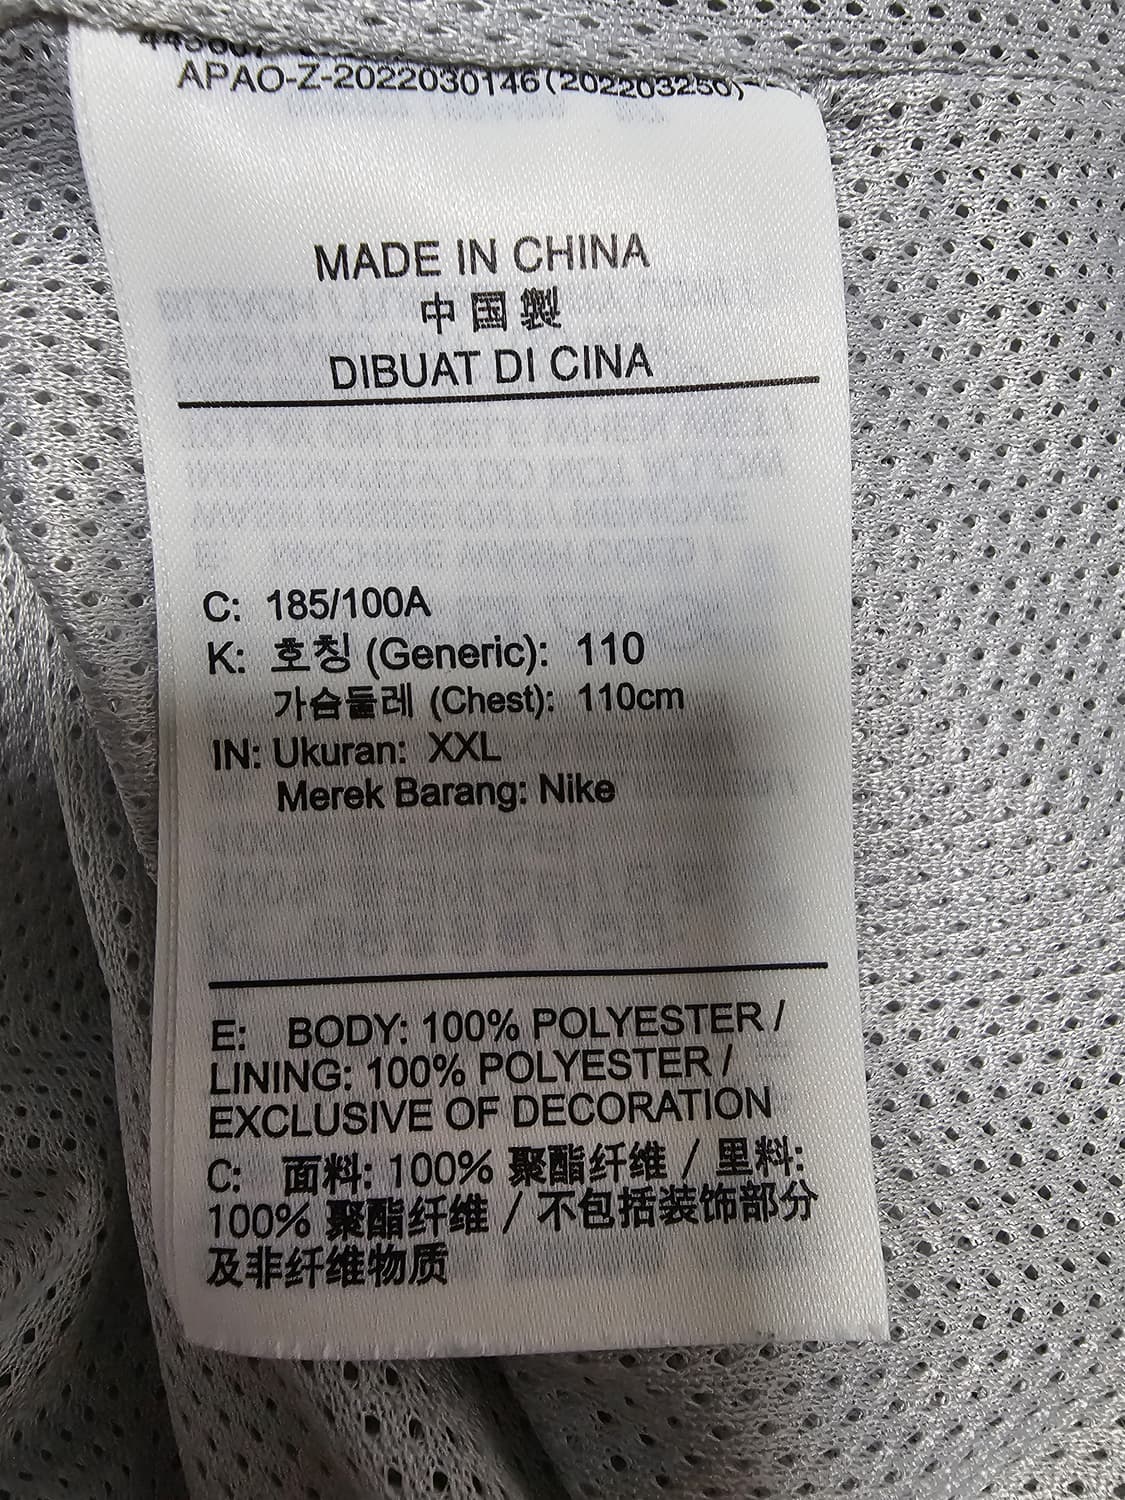 APAO-Z-2022030146(202203250)
MADE IN CHINA
中国製
DIBUAT DI CINA
C: 185/100A
K: 호칭 (Generic): 110
가슴둘레 (Chest): 110cm
IN: Ukuran: XXL
Merek Barang: Nike
E: BODY: 100% POLYESTER /
LINING: 100% POLYESTER /
EXCLUSIVE OF DECORATION
C: 面料: 100% 聚酯纤维 / 里料:
100% 聚酯纤维 / 不包括装饰部分
及非纤维物质